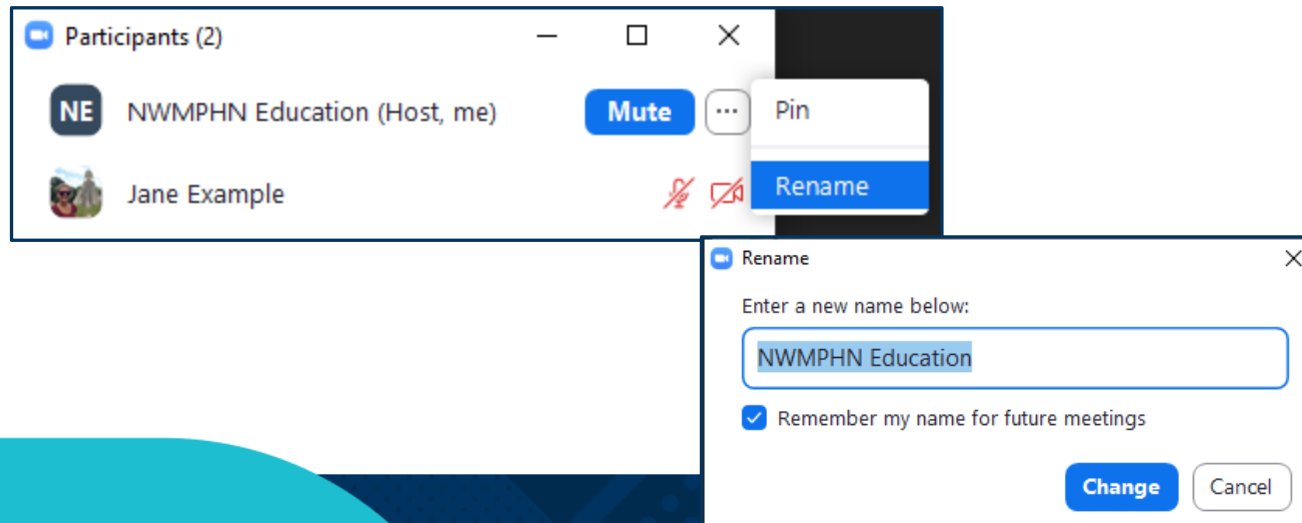 Participants (2)
NE NWMPHN Education (Host, me) Mute ... Pin
Jane Example Rename
Rename
Enter a new name below:
NWMPHN Education
Remember my name for future meetings
Change Cancel